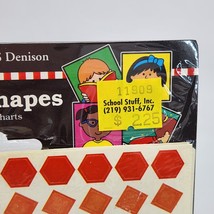 Denison
11909
School Stuff, Inc.
(219) 931-6767
$ 2.25
hapes
harts